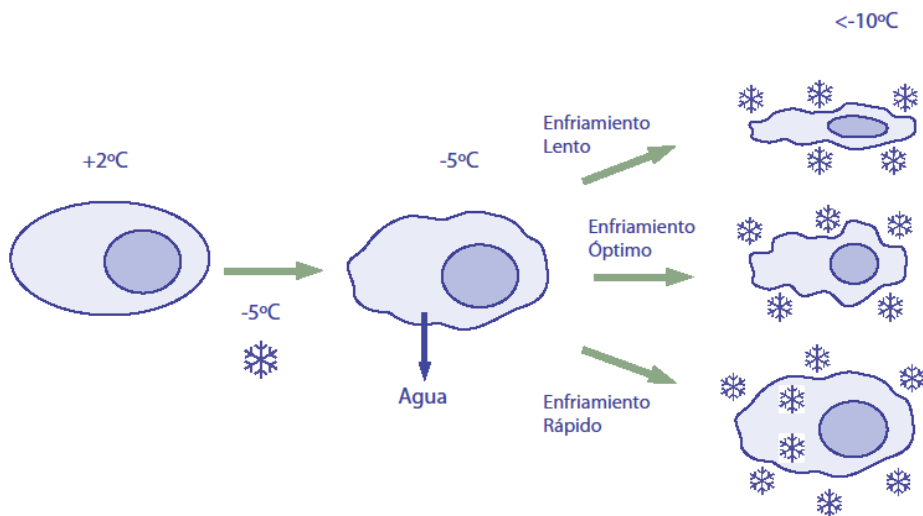 <-10ºC
+2ºC
-5ºC
-5ºC
Agua
Enfriamiento
Lento
Enfriamiento
Óptimo
Enfriamiento
Rápido